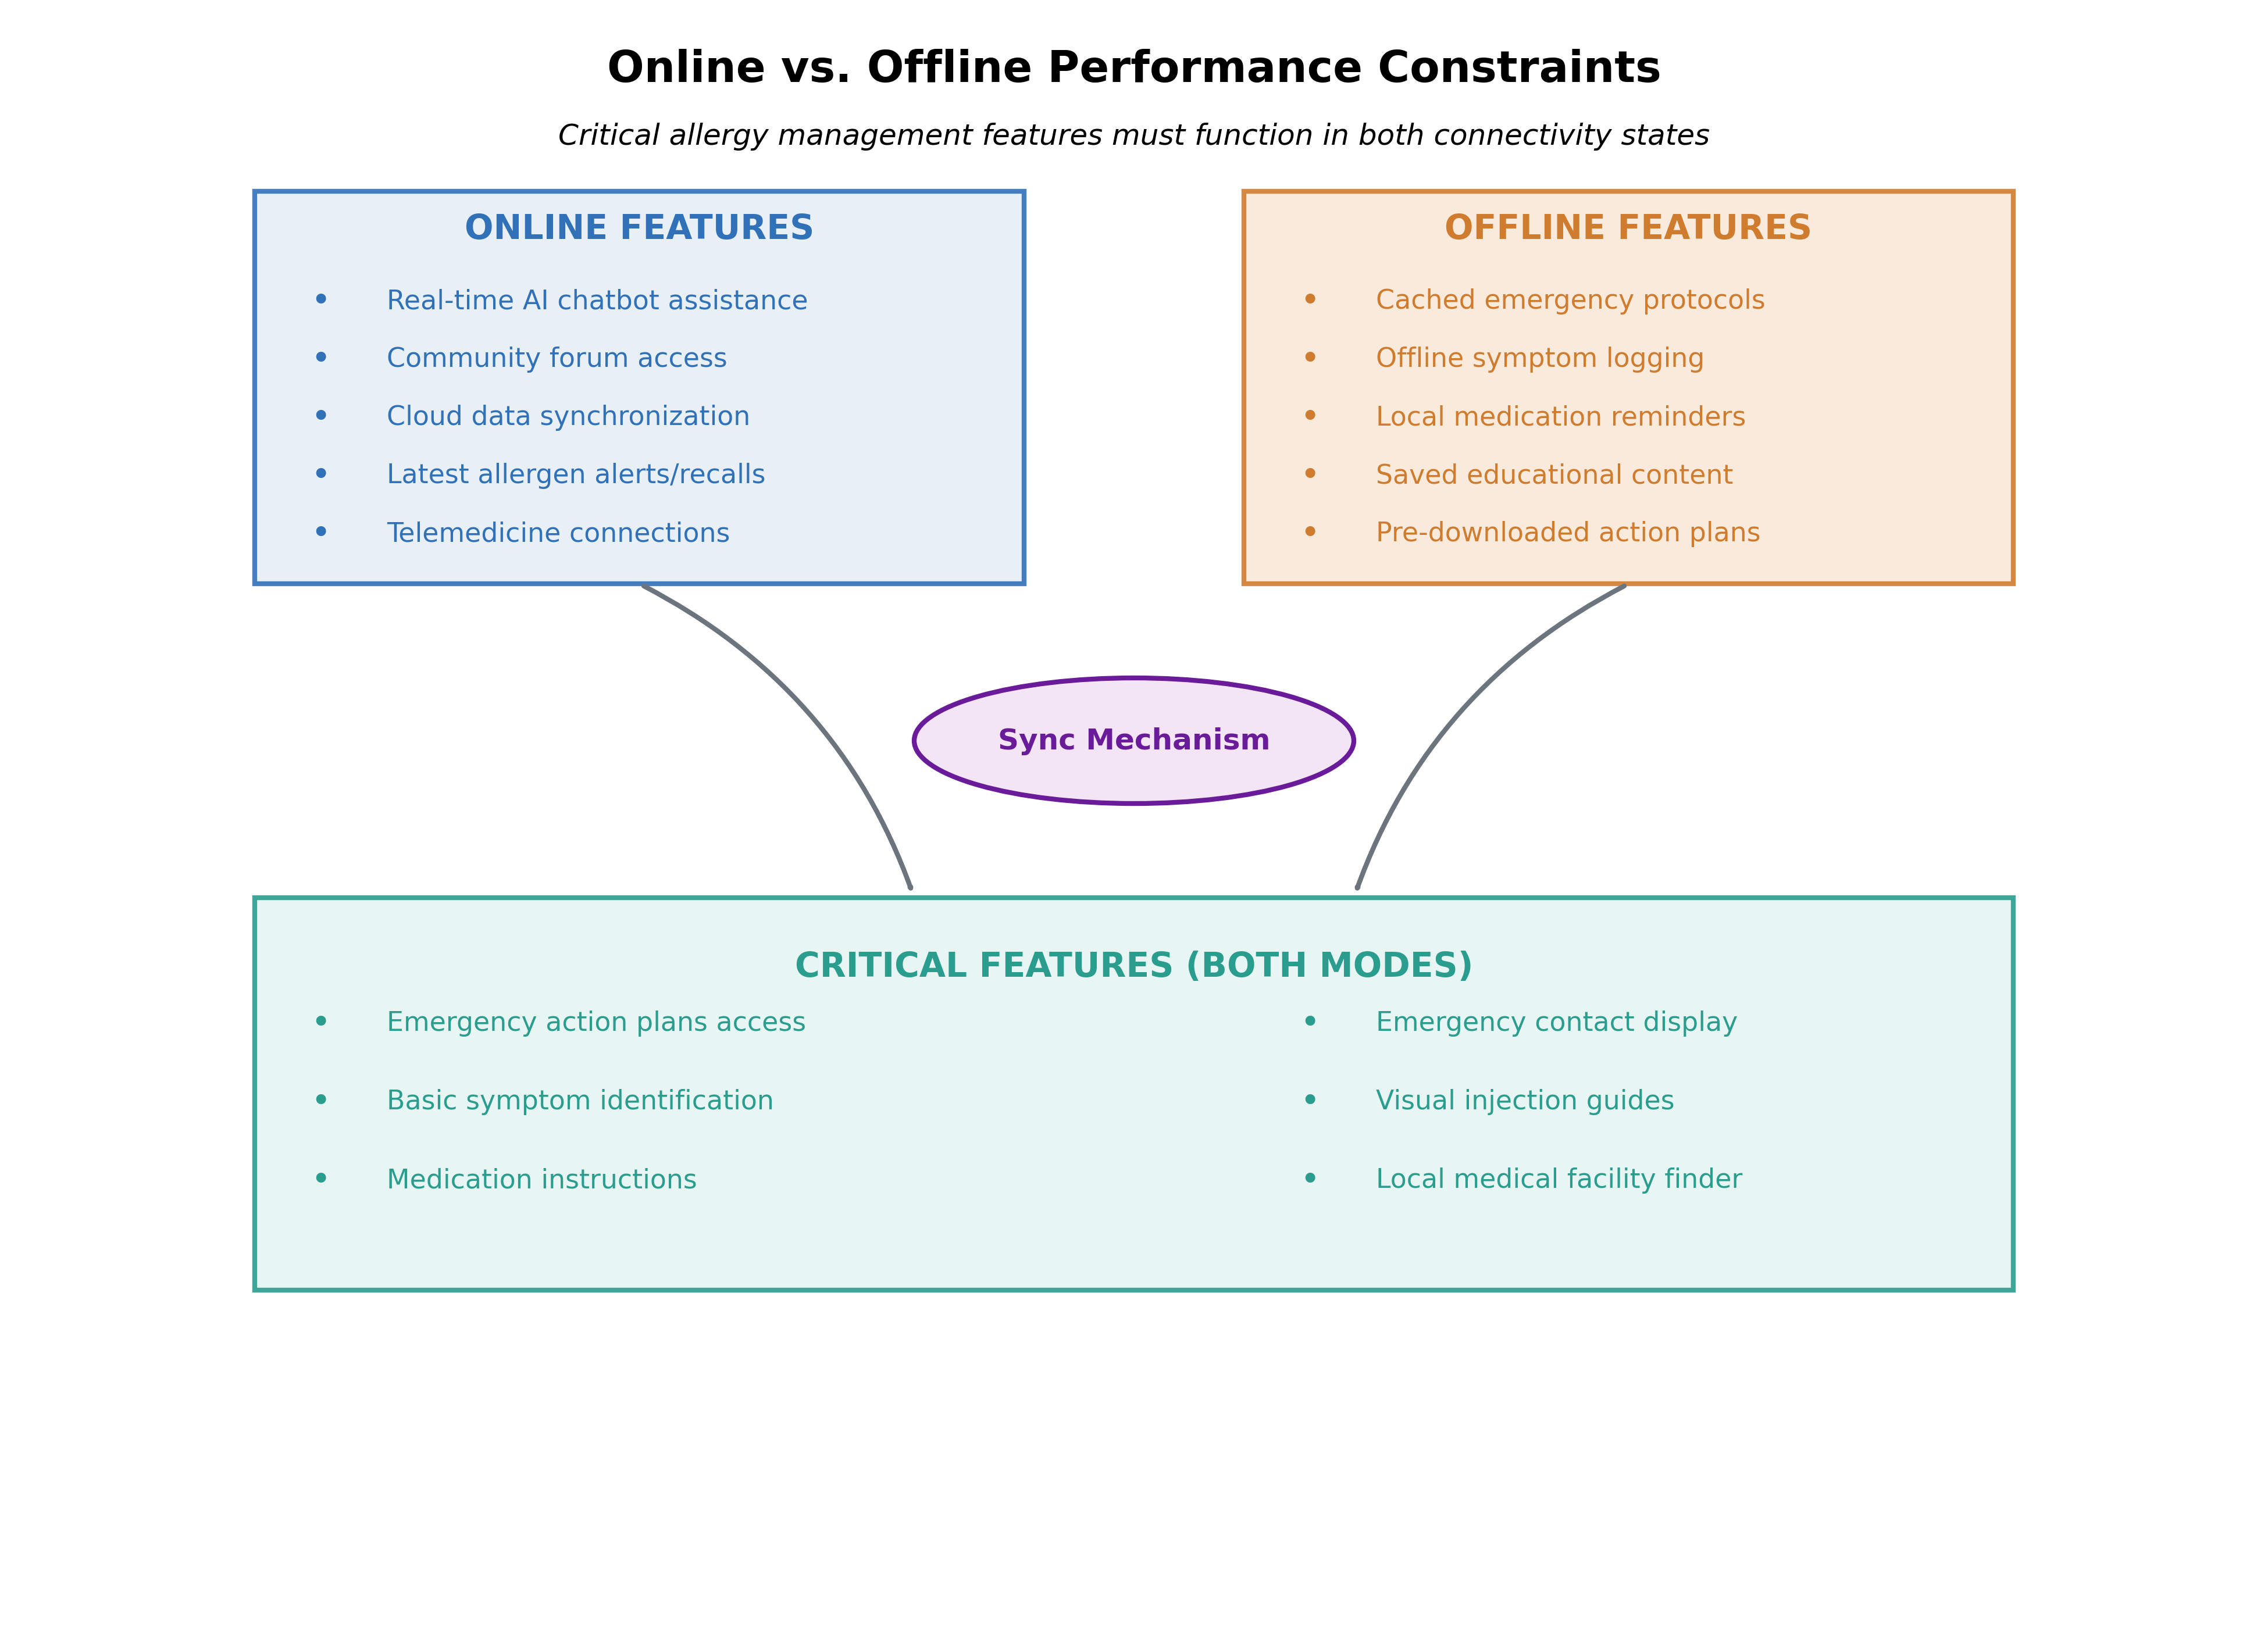 Online vs. Offline Performance Constraints
Critical allergy management features must function in both connectivity states
ONLINE FEATURES
• Real-time AI chatbot assistance
• Community forum access
• Cloud data synchronization
• Latest allergen alerts/recalls
• Telemedicine connections
OFFLINE FEATURES
• Cached emergency protocols
• Offline symptom logging
• Local medication reminders
• Saved educational content
• Pre-downloaded action plans
Sync Mechanism
CRITICAL FEATURES (BOTH MODES)
• Emergency action plans access
• Basic symptom identification
• Medication instructions
• Emergency contact display
• Visual injection guides
• Local medical facility finder